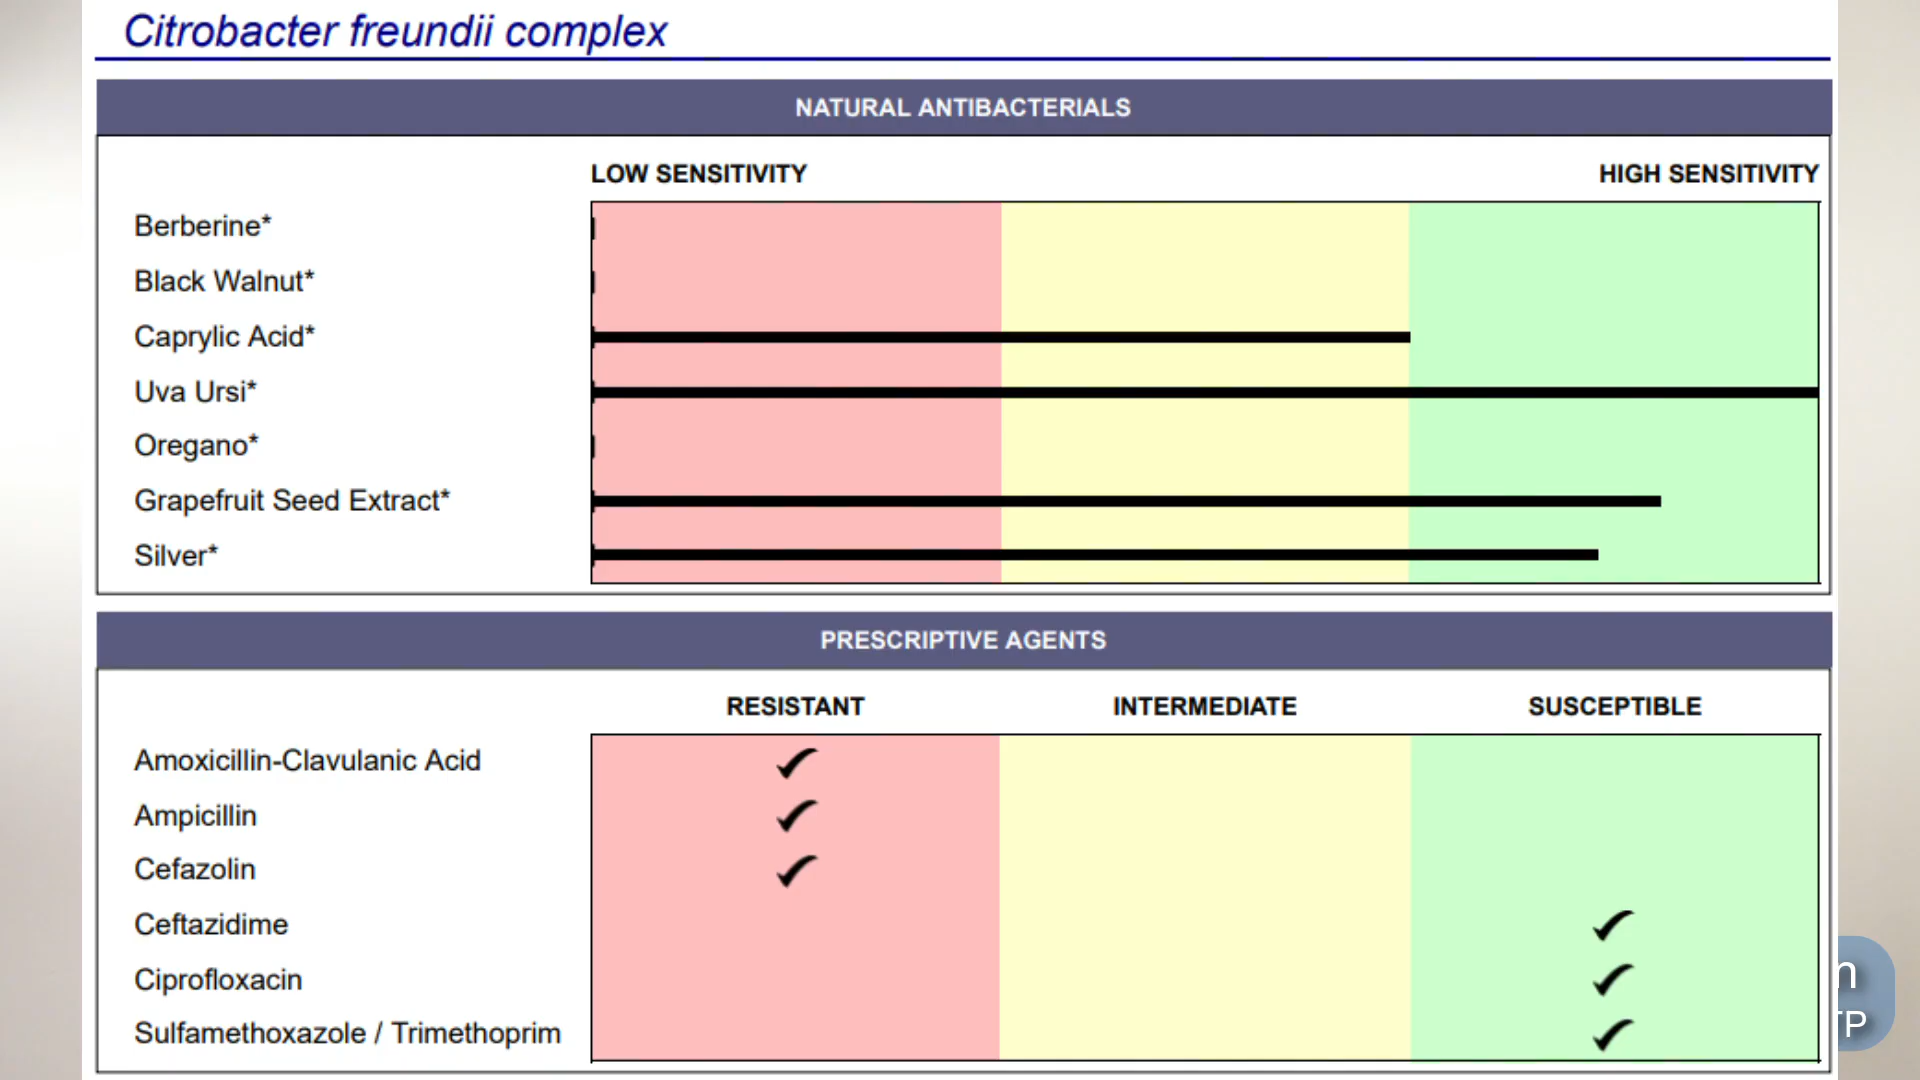 Citrobacter freundii complex
NATURAL ANTIBACTERIALS
LOW SENSITIVITY HIGH SENSITIVITY
Berberine*
Black Walnut*
Caprylic Acid*
Uva Ursi*
Oregano*
Grapefruit Seed Extract*
Silver*
PRESCRIPTIVE AGENTS
RESISTANT INTERMEDIATE SUSCEPTIBLE
Amoxicillin-Clavulanic Acid
Ampicillin
Cefazolin
Ceftazidime
Ciprofloxacin
Sulfamethoxazole / Trimethoprim